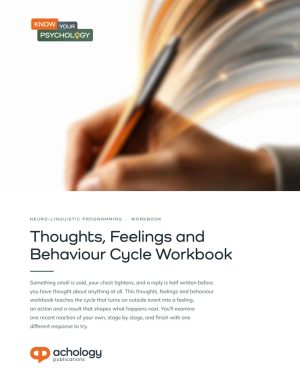 KNOW YOUR
PSYCHOLOGY
NEURO-LINGUISTIC PROGRAMMING · WORKBOOK
Thoughts, Feelings and
Behaviour Cycle Workbook
Something small is said, your chest tightens, and a reply is half written before
you have thought about anything at all. This thoughts, feelings and behaviour
workbook teaches the cycle that turns an outside event into a feeling,
an action and a result that shapes what happens next. You'll examine
one recent reaction of your own, stage by stage, and finish with one
different response to try.
achology
publications